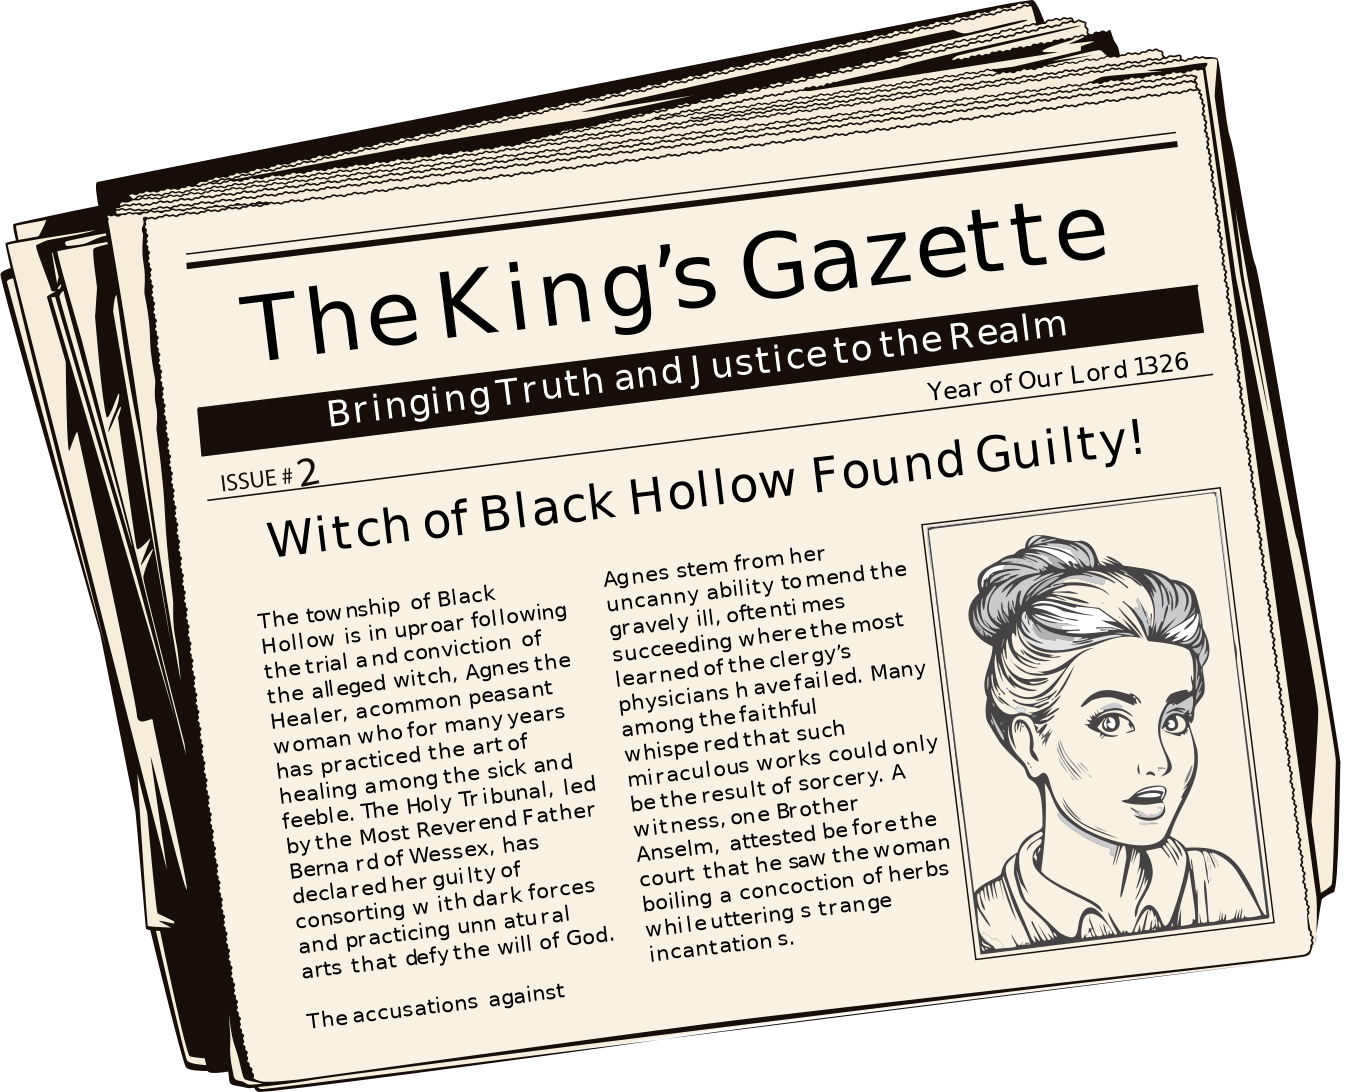 The King’s Gazette
Bringing Truth and Justice to the Realm
Year of Our Lord 1326
ISSUE # 2
Witch of Black Hollow Found Guilty!
The township of Black
Hollow is in uproar following
the trial and conviction of
the alleged witch, Agnes the
Healer, a common peasant
woman who for many years
has practiced the art of
healing among the sick and
feeble. The Holy Tribunal, led
by the Most Reverend Father
Bernard of Wessex, has
declared her guilty of
consorting with dark forces
and practicing unnatural
arts that defy the will of God.
The accusations against
Agnes stem from her
uncanny ability to mend the
gravely ill, oftentimes
succeeding where the most
learned of the clergy’s
physicians have failed. Many
among the faithful
whispered that such
miraculous works could only
be the result of sorcery. A
witness, one Brother
Anselm, attested before the
court that he saw the woman
boiling a concoction of herbs
while uttering strange
incantations.